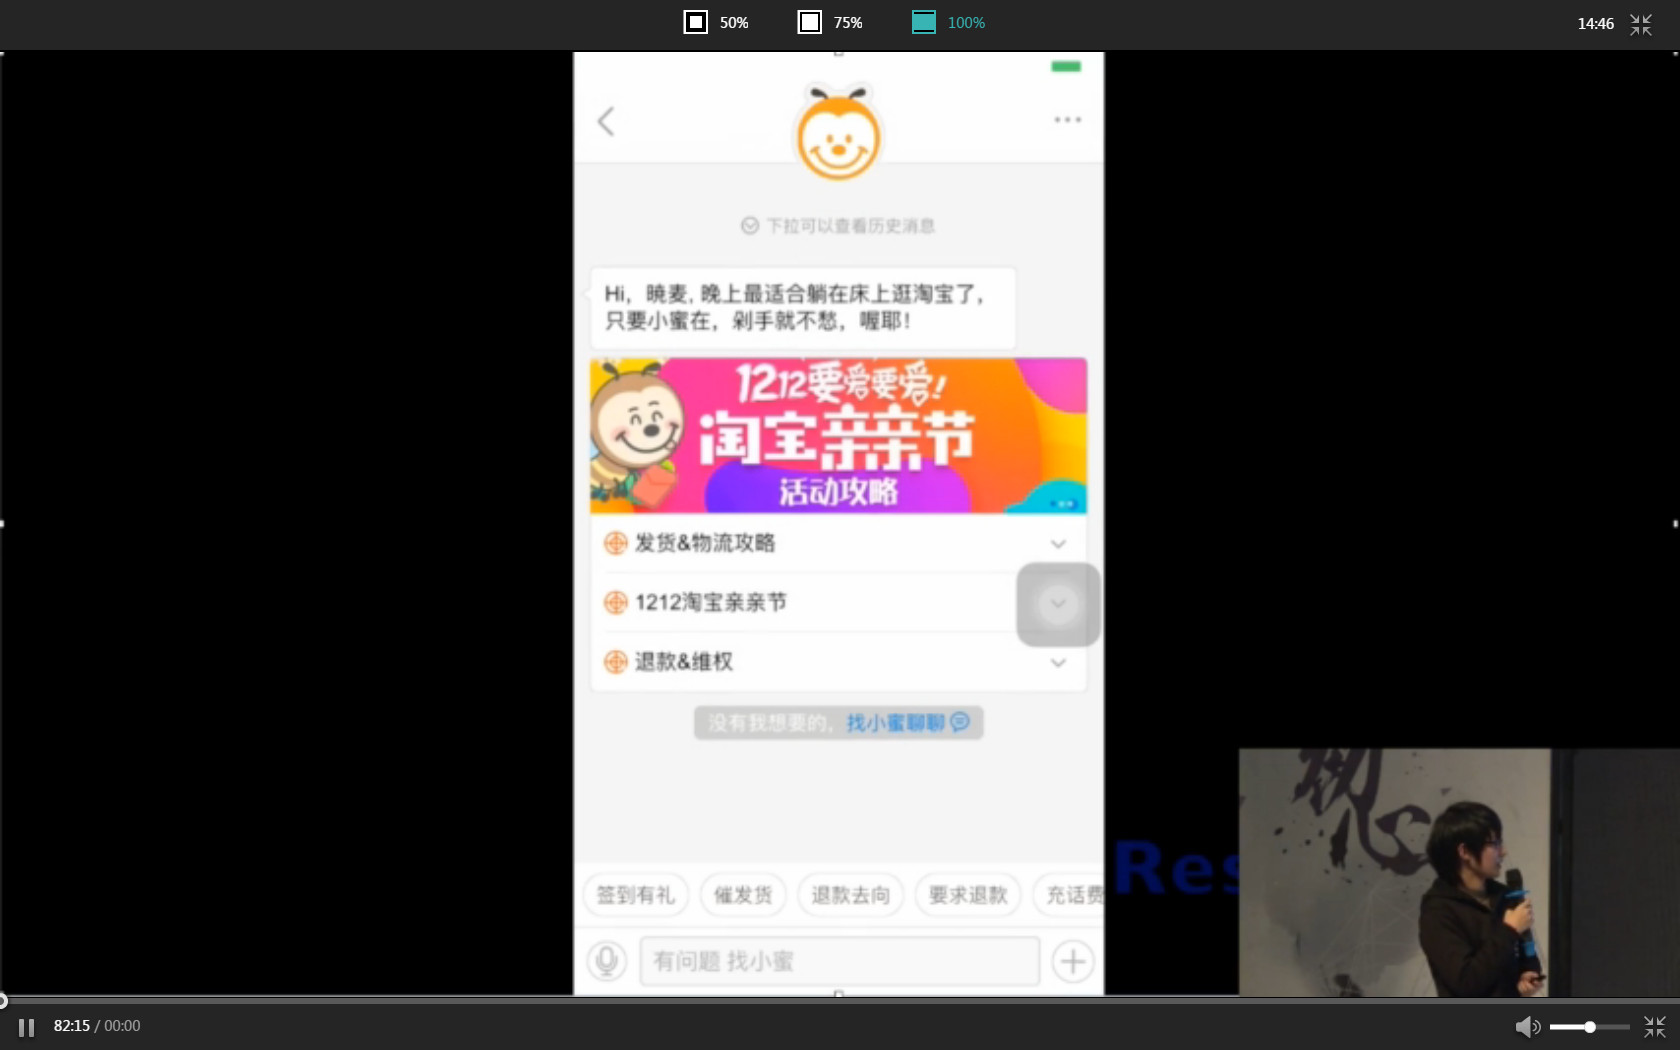 50%
75%
100%
14:46
下拉可以查看历史消息
Hi，曉麦, 晚上最适合躺在床上逛淘宝了，
只要小蜜在，剁手就不愁，喔耶！
1212要爱要爱!
淘宝亲亲节
活动攻略
发货&物流攻略
1212淘宝亲亲节
退款&维权
没有我想要的，找小蜜聊聊
签到有礼
催发货
退款去向
要求退款
充话费
Res
有问题 找小蜜
82:15 / 00:00